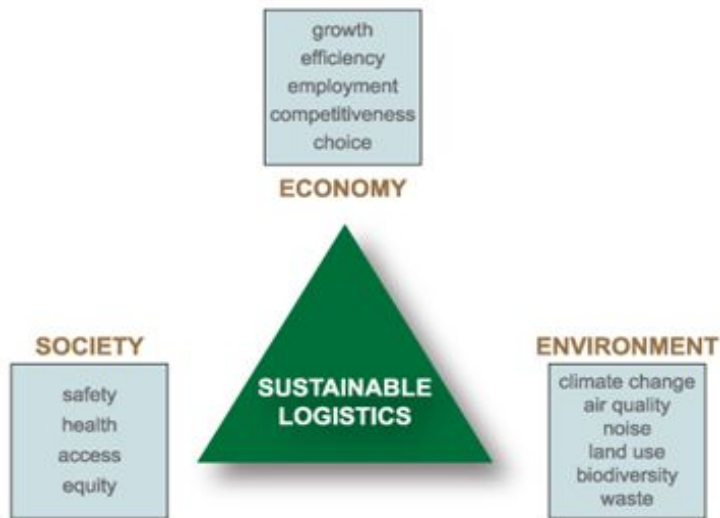 growth
efficiency
employment
competitiveness
choice
ECONOMY
SOCIETY
safety
health
access
equity
SUSTAINABLE
LOGISTICS
ENVIRONMENT
climate change
air quality
noise
land use
biodiversity
waste